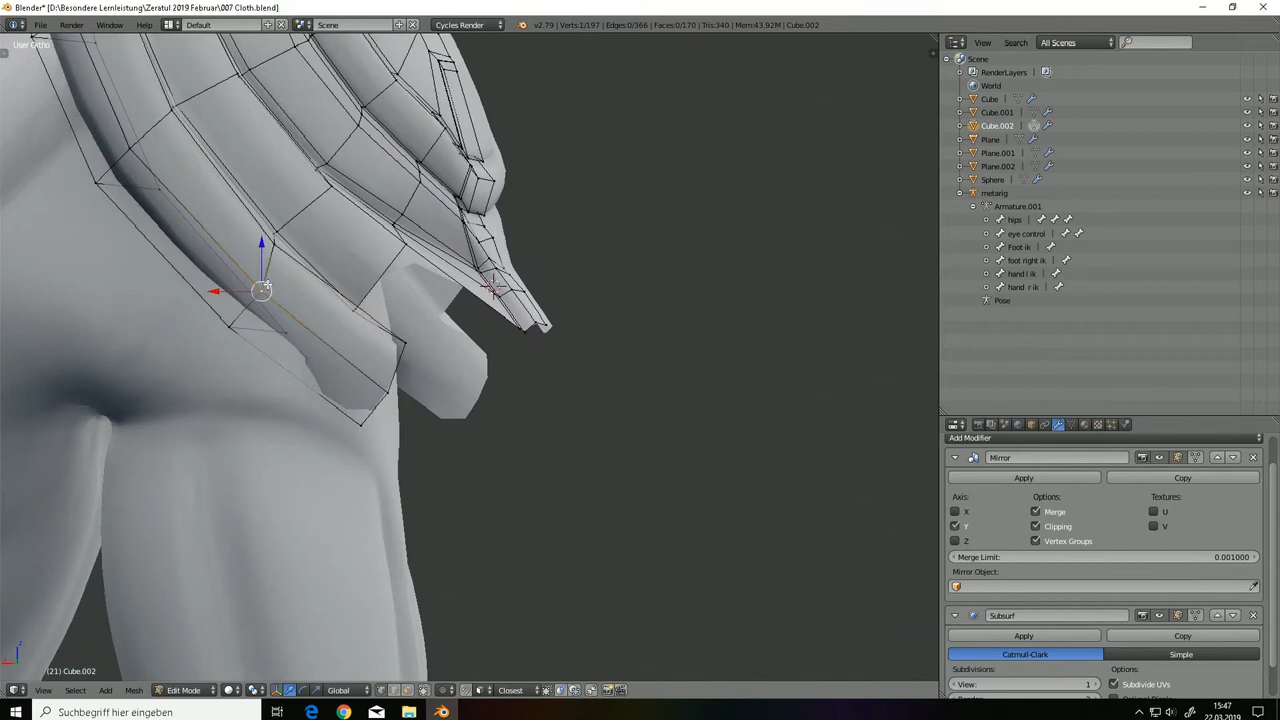 Blender* [D:\Besondere Lernleistung\Zeratul 2019 Februar\007 Cloth.blend]
File Render Window Help Default Scene Cycles Render v2.79 | Verts:1/197 | Edges:0/366 | Faces:0/170 | Tris:340 | Mem:43.92M | Cube.002
User Ortho
View Search All Scenes
Scene
RenderLayers
World
Cube
Cube.001
Cube.002
Plane
Plane.001
Plane.002
Sphere
metarig
Armature.001
hips
eye control
Foot ik
foot right ik
hand l ik
hand r ik
Pose
Add Modifier
Mirror
Apply Copy
Axis: Options: Textures:
X Merge U
Y Clipping V
Z Vertex Groups
Merge Limit: 0.001000
Mirror Object:
Subsurf
Apply Copy
Catmull-Clark Simple
Subdivisions: Options:
View: 1 Subdivide UVs
(21) Cube.002
View Select Add Mesh Edit Mode Global Closest
Suchbegriff hier eingeben
15:47
22.03.2019